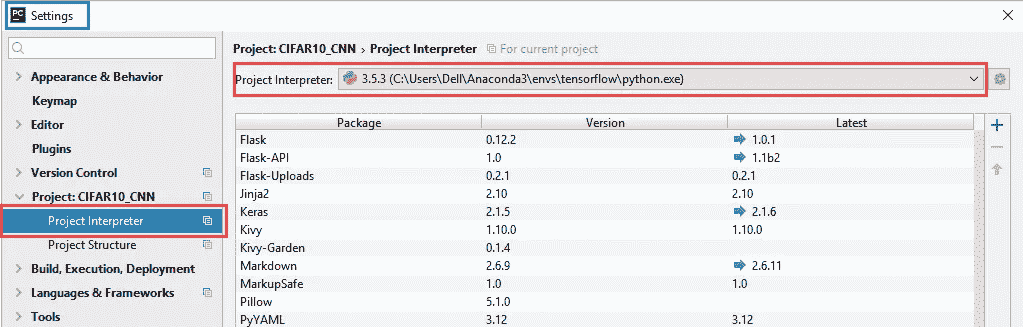 PC Settings
Project: CIFAR10_CNN › Project Interpreter For current project
Appearance & Behavior
Keymap
Editor
Plugins
Version Control
Project: CIFAR10_CNN
Project Interpreter
Project Structure
Build, Execution, Deployment
Languages & Frameworks
Tools
Project Interpreter: 3.5.3 (C:\Users\Dell\Anaconda3\envs\tensorflow\python.exe)
Package Version Latest
Flask 0.12.2 1.0.1
Flask-API 1.0 1.1b2
Flask-Uploads 0.2.1 0.2.1
Jinja2 2.10 2.10
Keras 2.1.5 2.1.6
Kivy 1.10.0 1.10.0
Kivy-Garden 0.1.4
Markdown 2.6.9 2.6.11
MarkupSafe 1.0 1.0
Pillow 5.1.0
PyYAML 3.12 3.12